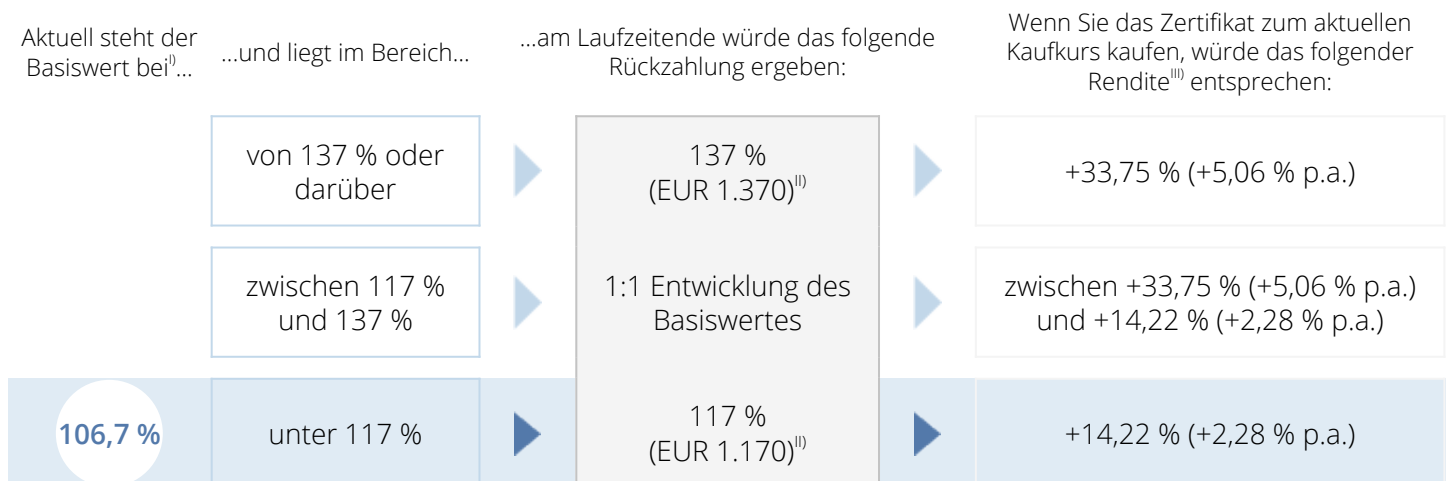 Aktuell steht der
Basiswert bei^I)...
...und liegt im Bereich...
...am Laufzeitende würde das folgende
Rückzahlung ergeben:
Wenn Sie das Zertifikat zum aktuellen
Kaufkurs kaufen, würde das folgender
Rendite^III) entsprechen:
von 137 % oder
darüber
137 %
(EUR 1.370)^II)
+33,75 % (+5,06 % p.a.)
zwischen 117 %
und 137 %
1:1 Entwicklung des
Basiswertes
zwischen +33,75 % (+5,06 % p.a.)
und +14,22 % (+2,28 % p.a.)
106,7 %
unter 117 %
117 %
(EUR 1.170)^II)
+14,22 % (+2,28 % p.a.)